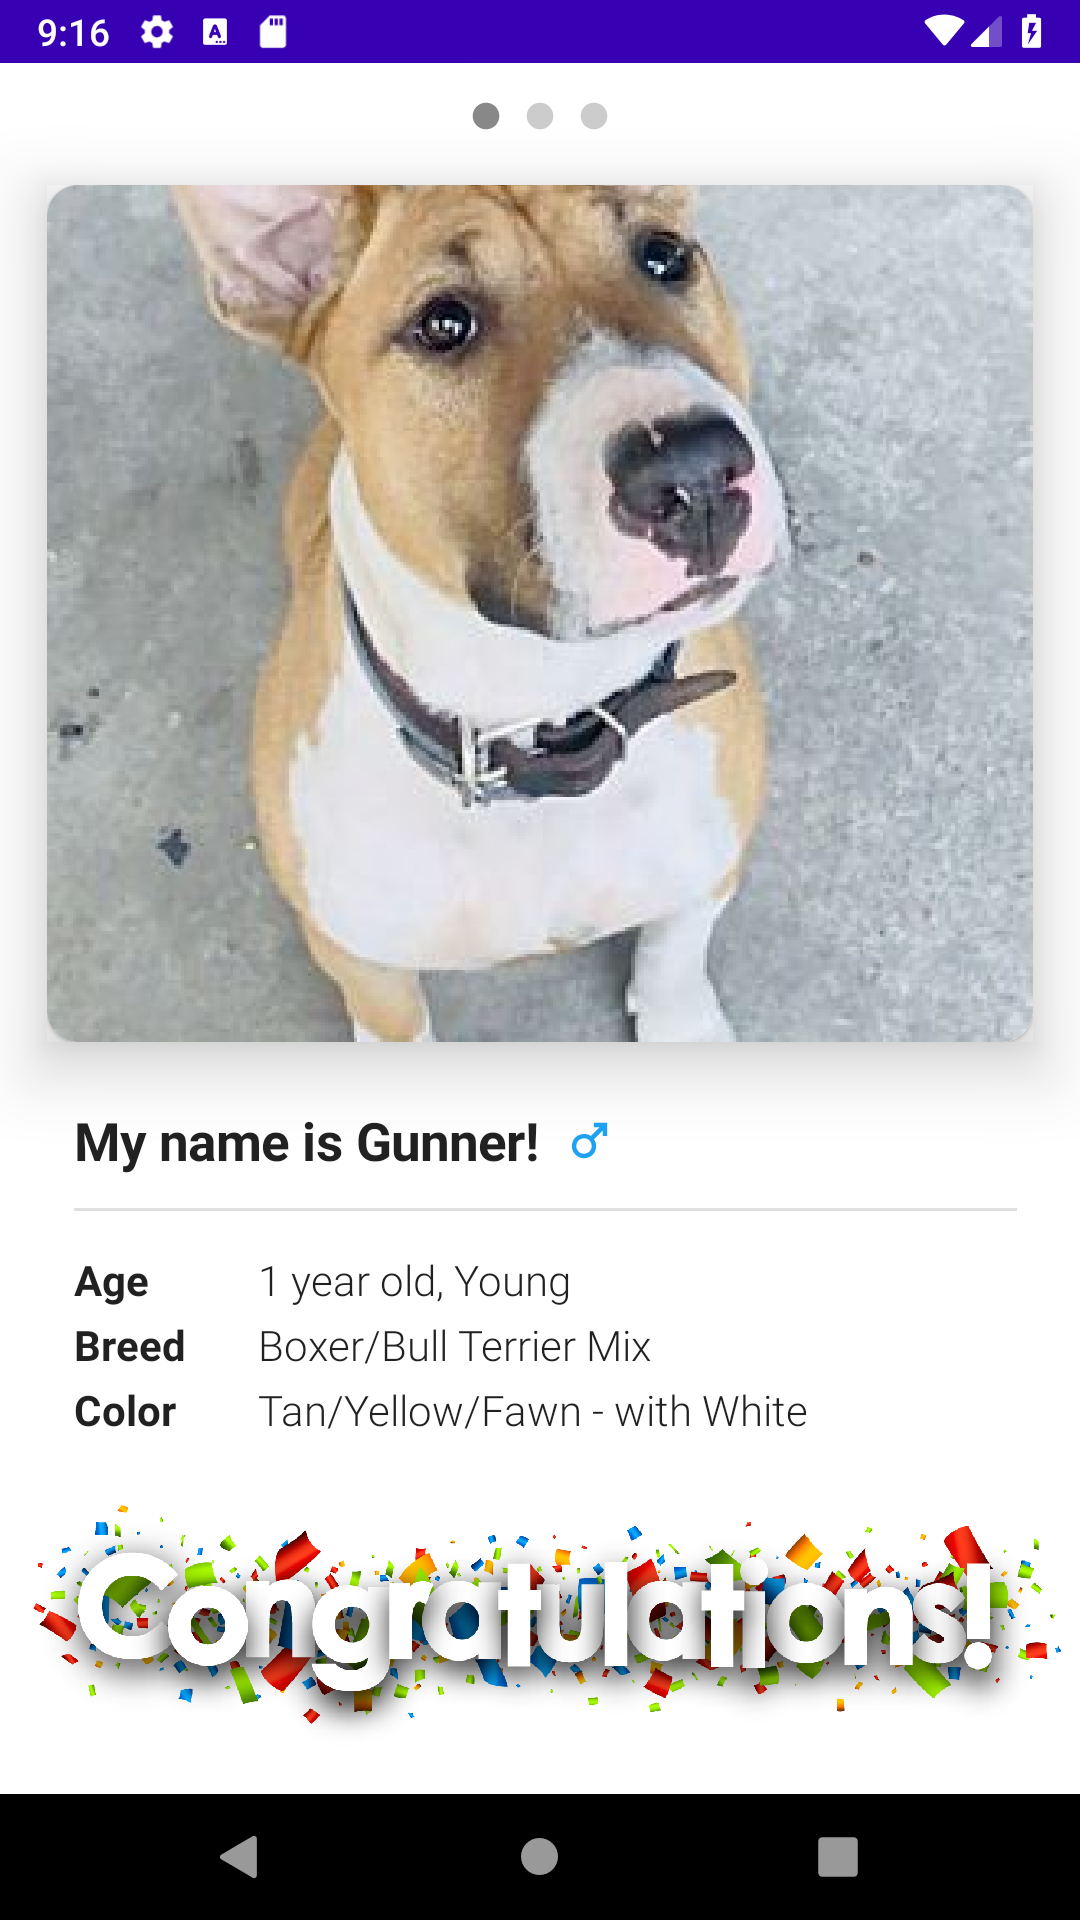 9:16
My name is Gunner! ♂
Age 1 year old, Young
Breed Boxer/Bull Terrier Mix
Color Tan/Yellow/Fawn - with White
Congratulations!